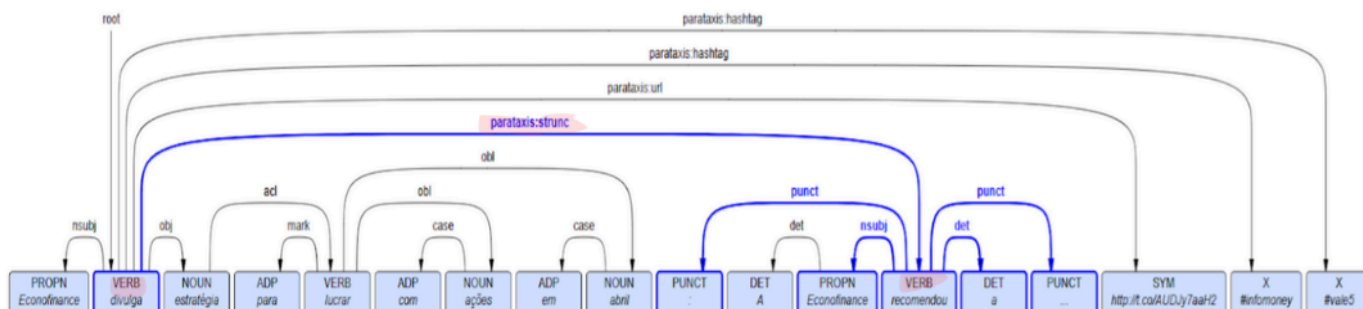 root
parataxis:hashtag
parataxis:hashtag
parataxis:url
parataxis:strunc
obl
acl obl punct punct
nsubj obj mark case case det nsubj det
PROPN VERB NOUN ADP VERB ADP NOUN ADP NOUN PUNCT DET PROPN VERB DET PUNCT SYM X X
Econofinance divulga estratégia para lucrar com ações em abril : A Econofinance recomendou a ... http://t.co/AUDJy7aaH2 #infomoney #vale5